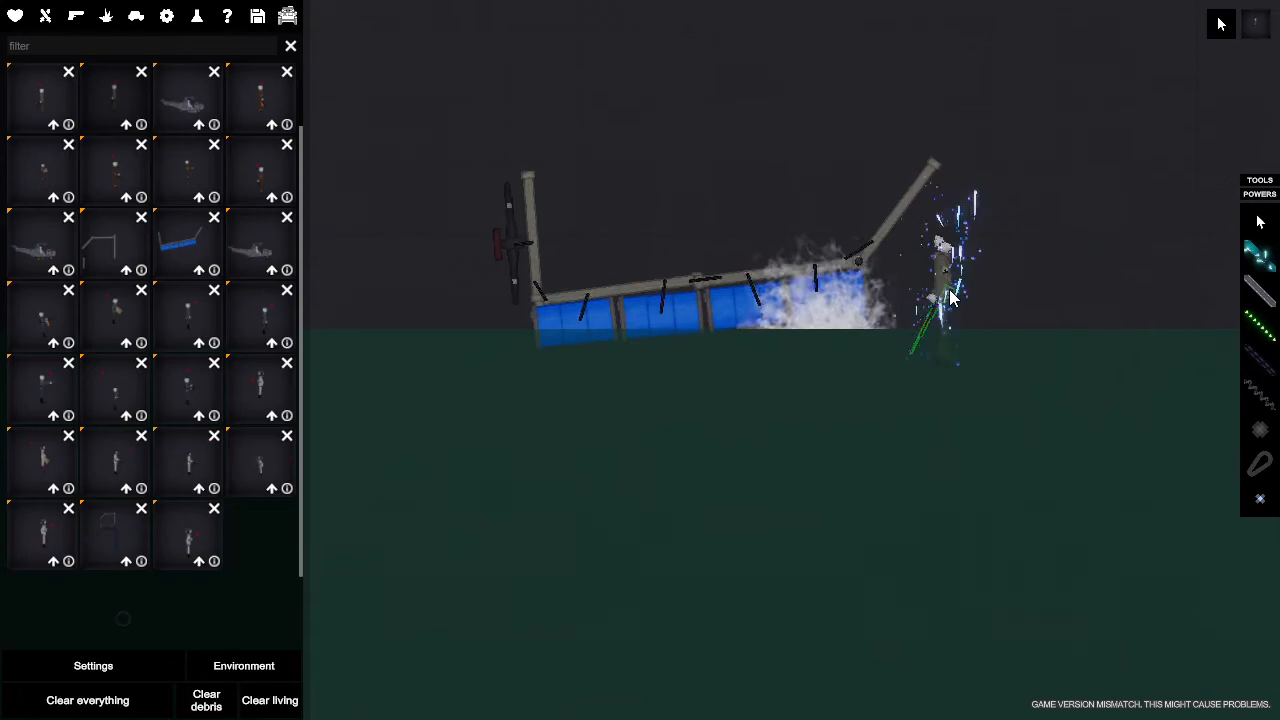 filter
TOOLS
POWERS
Settings
Environment
Clear everything
Clear
debris
Clear living
GAME VERSION MISMATCH. THIS MIGHT CAUSE PROBLEMS.